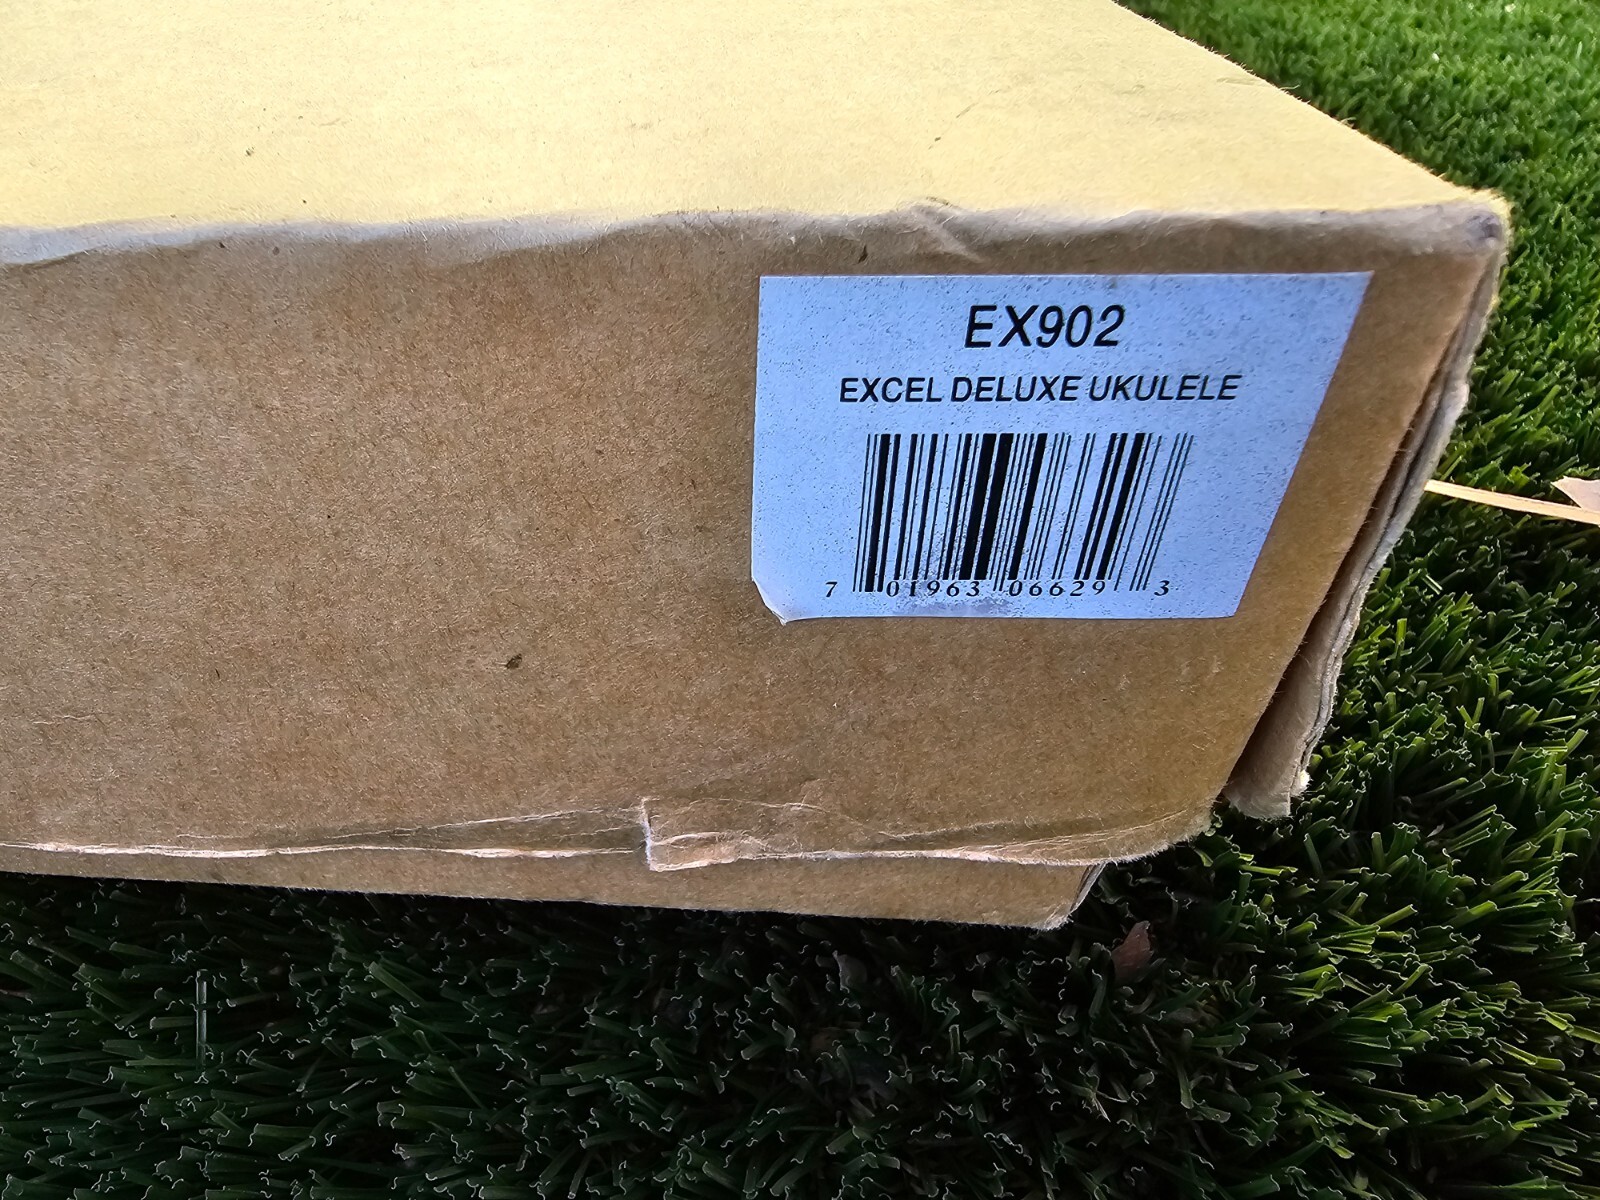 EX902
EXCEL DELUXE UKULELE
7 01963 06629 3